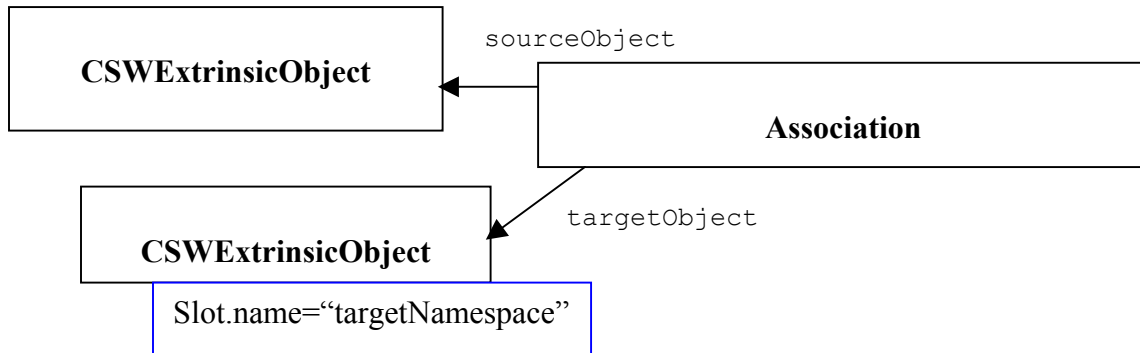 sourceObject
CSWExtrinsicObject
Association
targetObject
CSWExtrinsicObject
Slot.name=“targetNamespace”